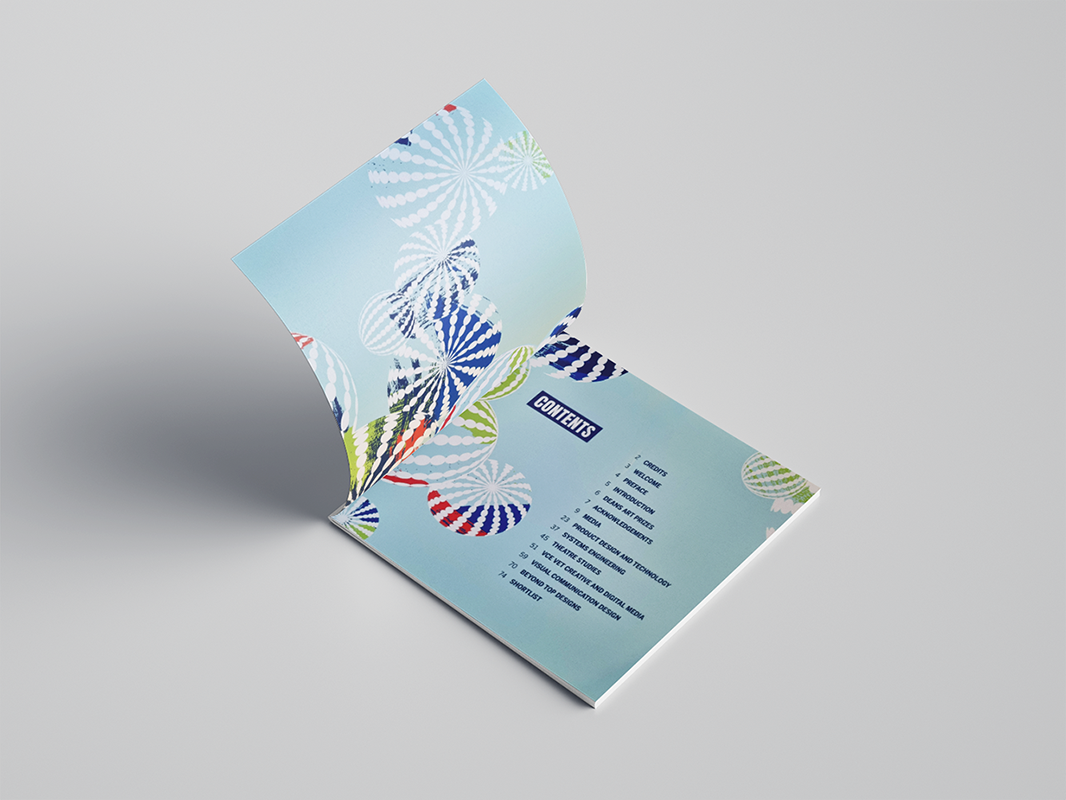 CONTENTS
2 CREDITS
3 WELCOME
4 PREFACE
5 INTRODUCTION
6 DEANS ART PRIZES
7 ACKNOWLEDGEMENTS
9 MEDIA
23 PRODUCT DESIGN AND TECHNOLOGY
37 SYSTEMS ENGINEERING
45 THEATRE STUDIES
51 VCE VET CREATIVE AND DIGITAL MEDIA
59 VISUAL COMMUNICATION DESIGN
70 BEYOND TOP DESIGNS
74 SHORTLIST